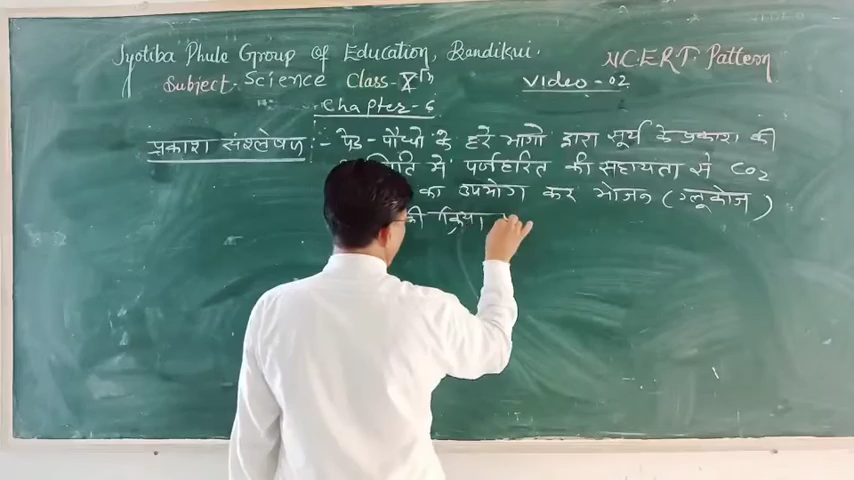 Jyotiba Phule Group of Education, Bandikui.
N.C.E.R.T. Pattern
Subject - Science Class - X th
Video - 02
Chapter - 6
प्रकाश संश्लेषण :- पेड - पौधो के हरे भागो द्वारा सूर्य के प्रकाश की
में पर्णहरित की सहायता से CO2
का उपयोग कर भोजन (ग्लूकोज)
की क्रिया